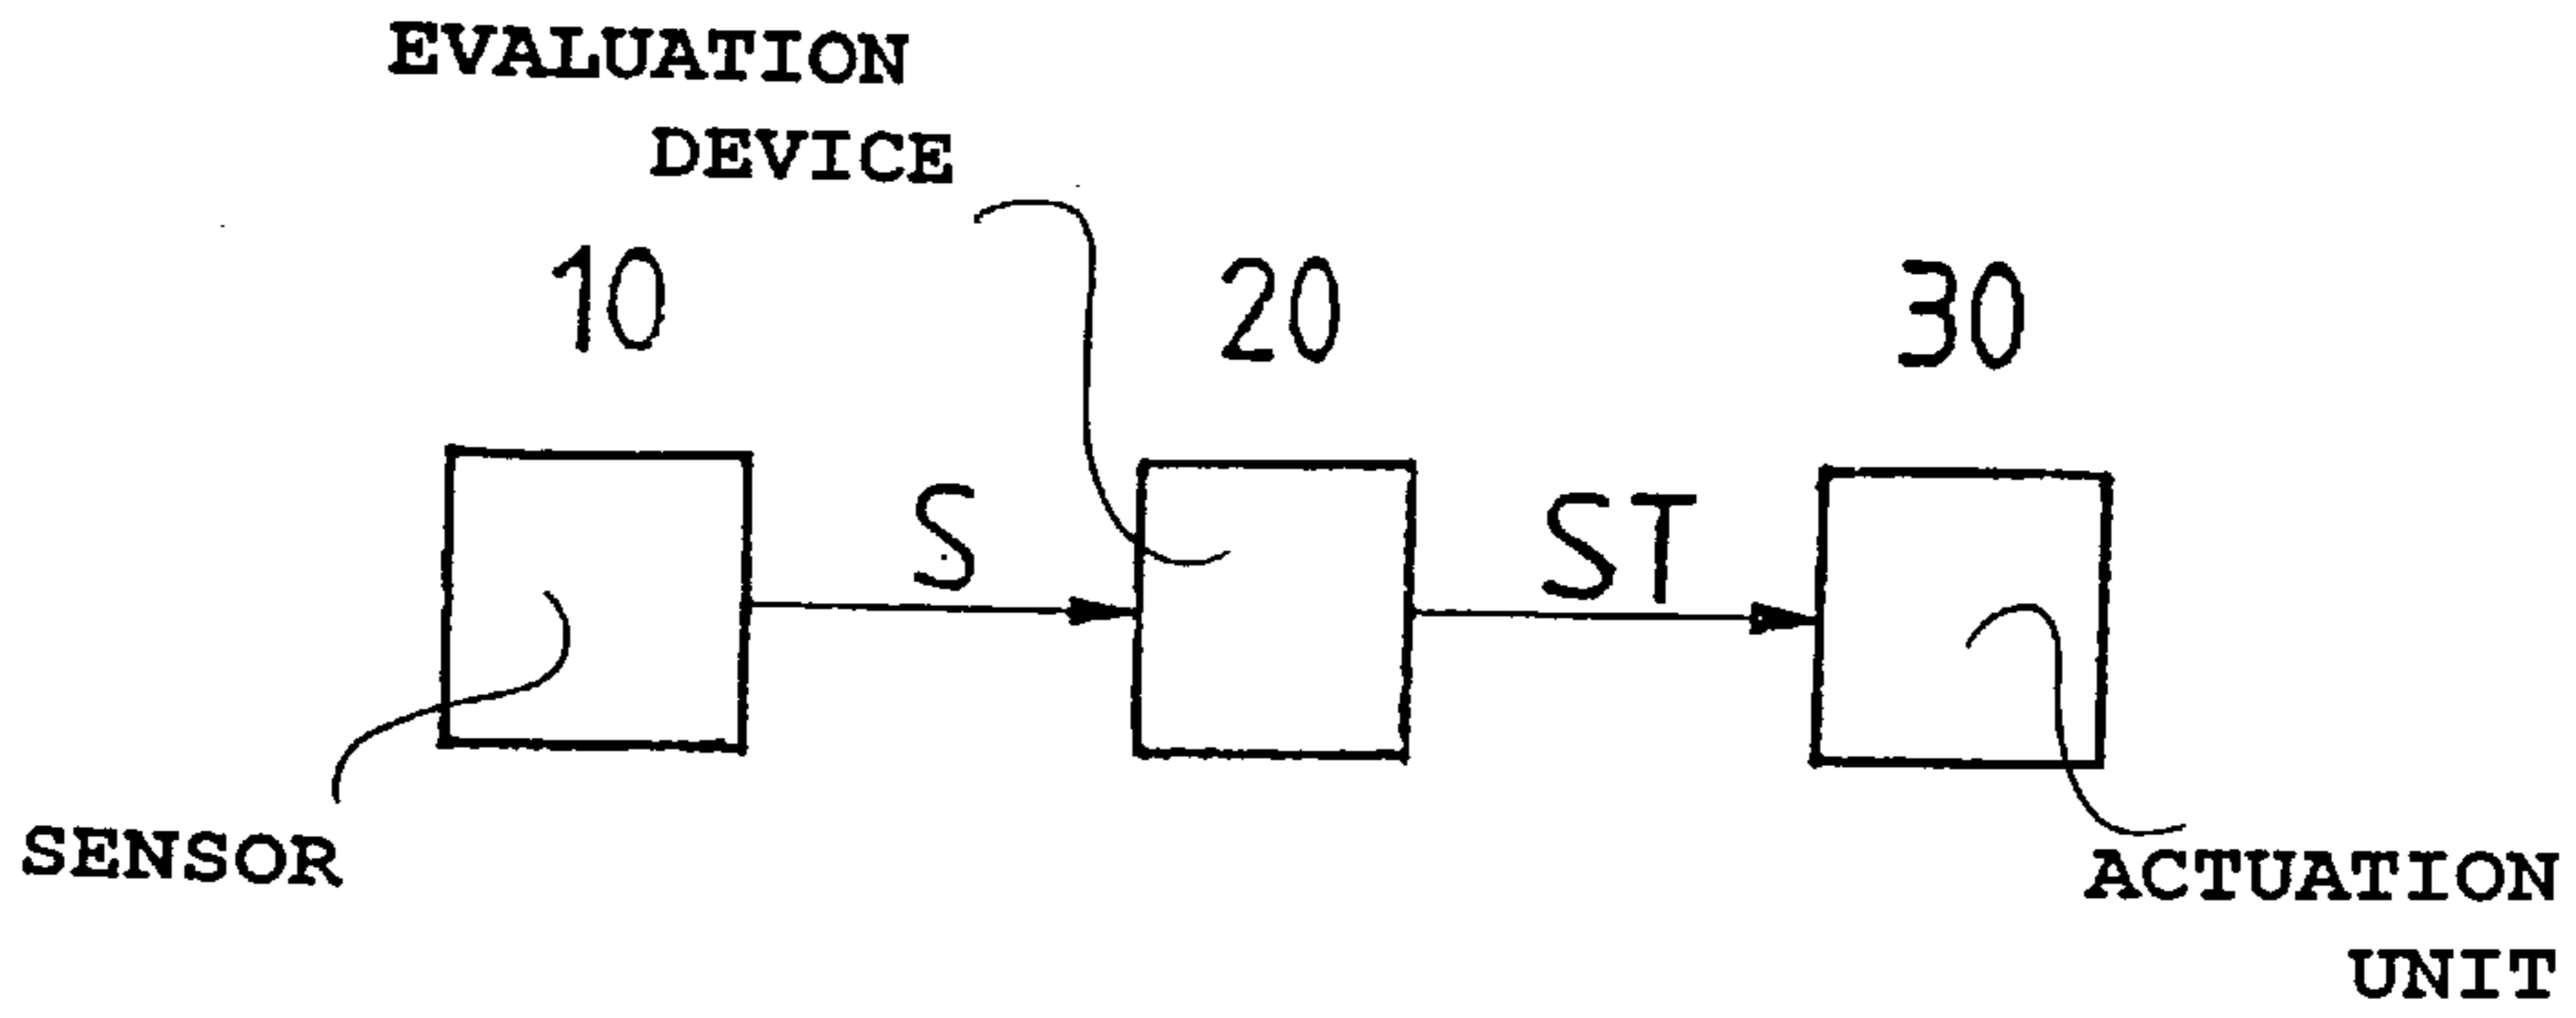 EVALUATION
DEVICE
10
20
30
S
ST
SENSOR
ACTUATION
UNIT